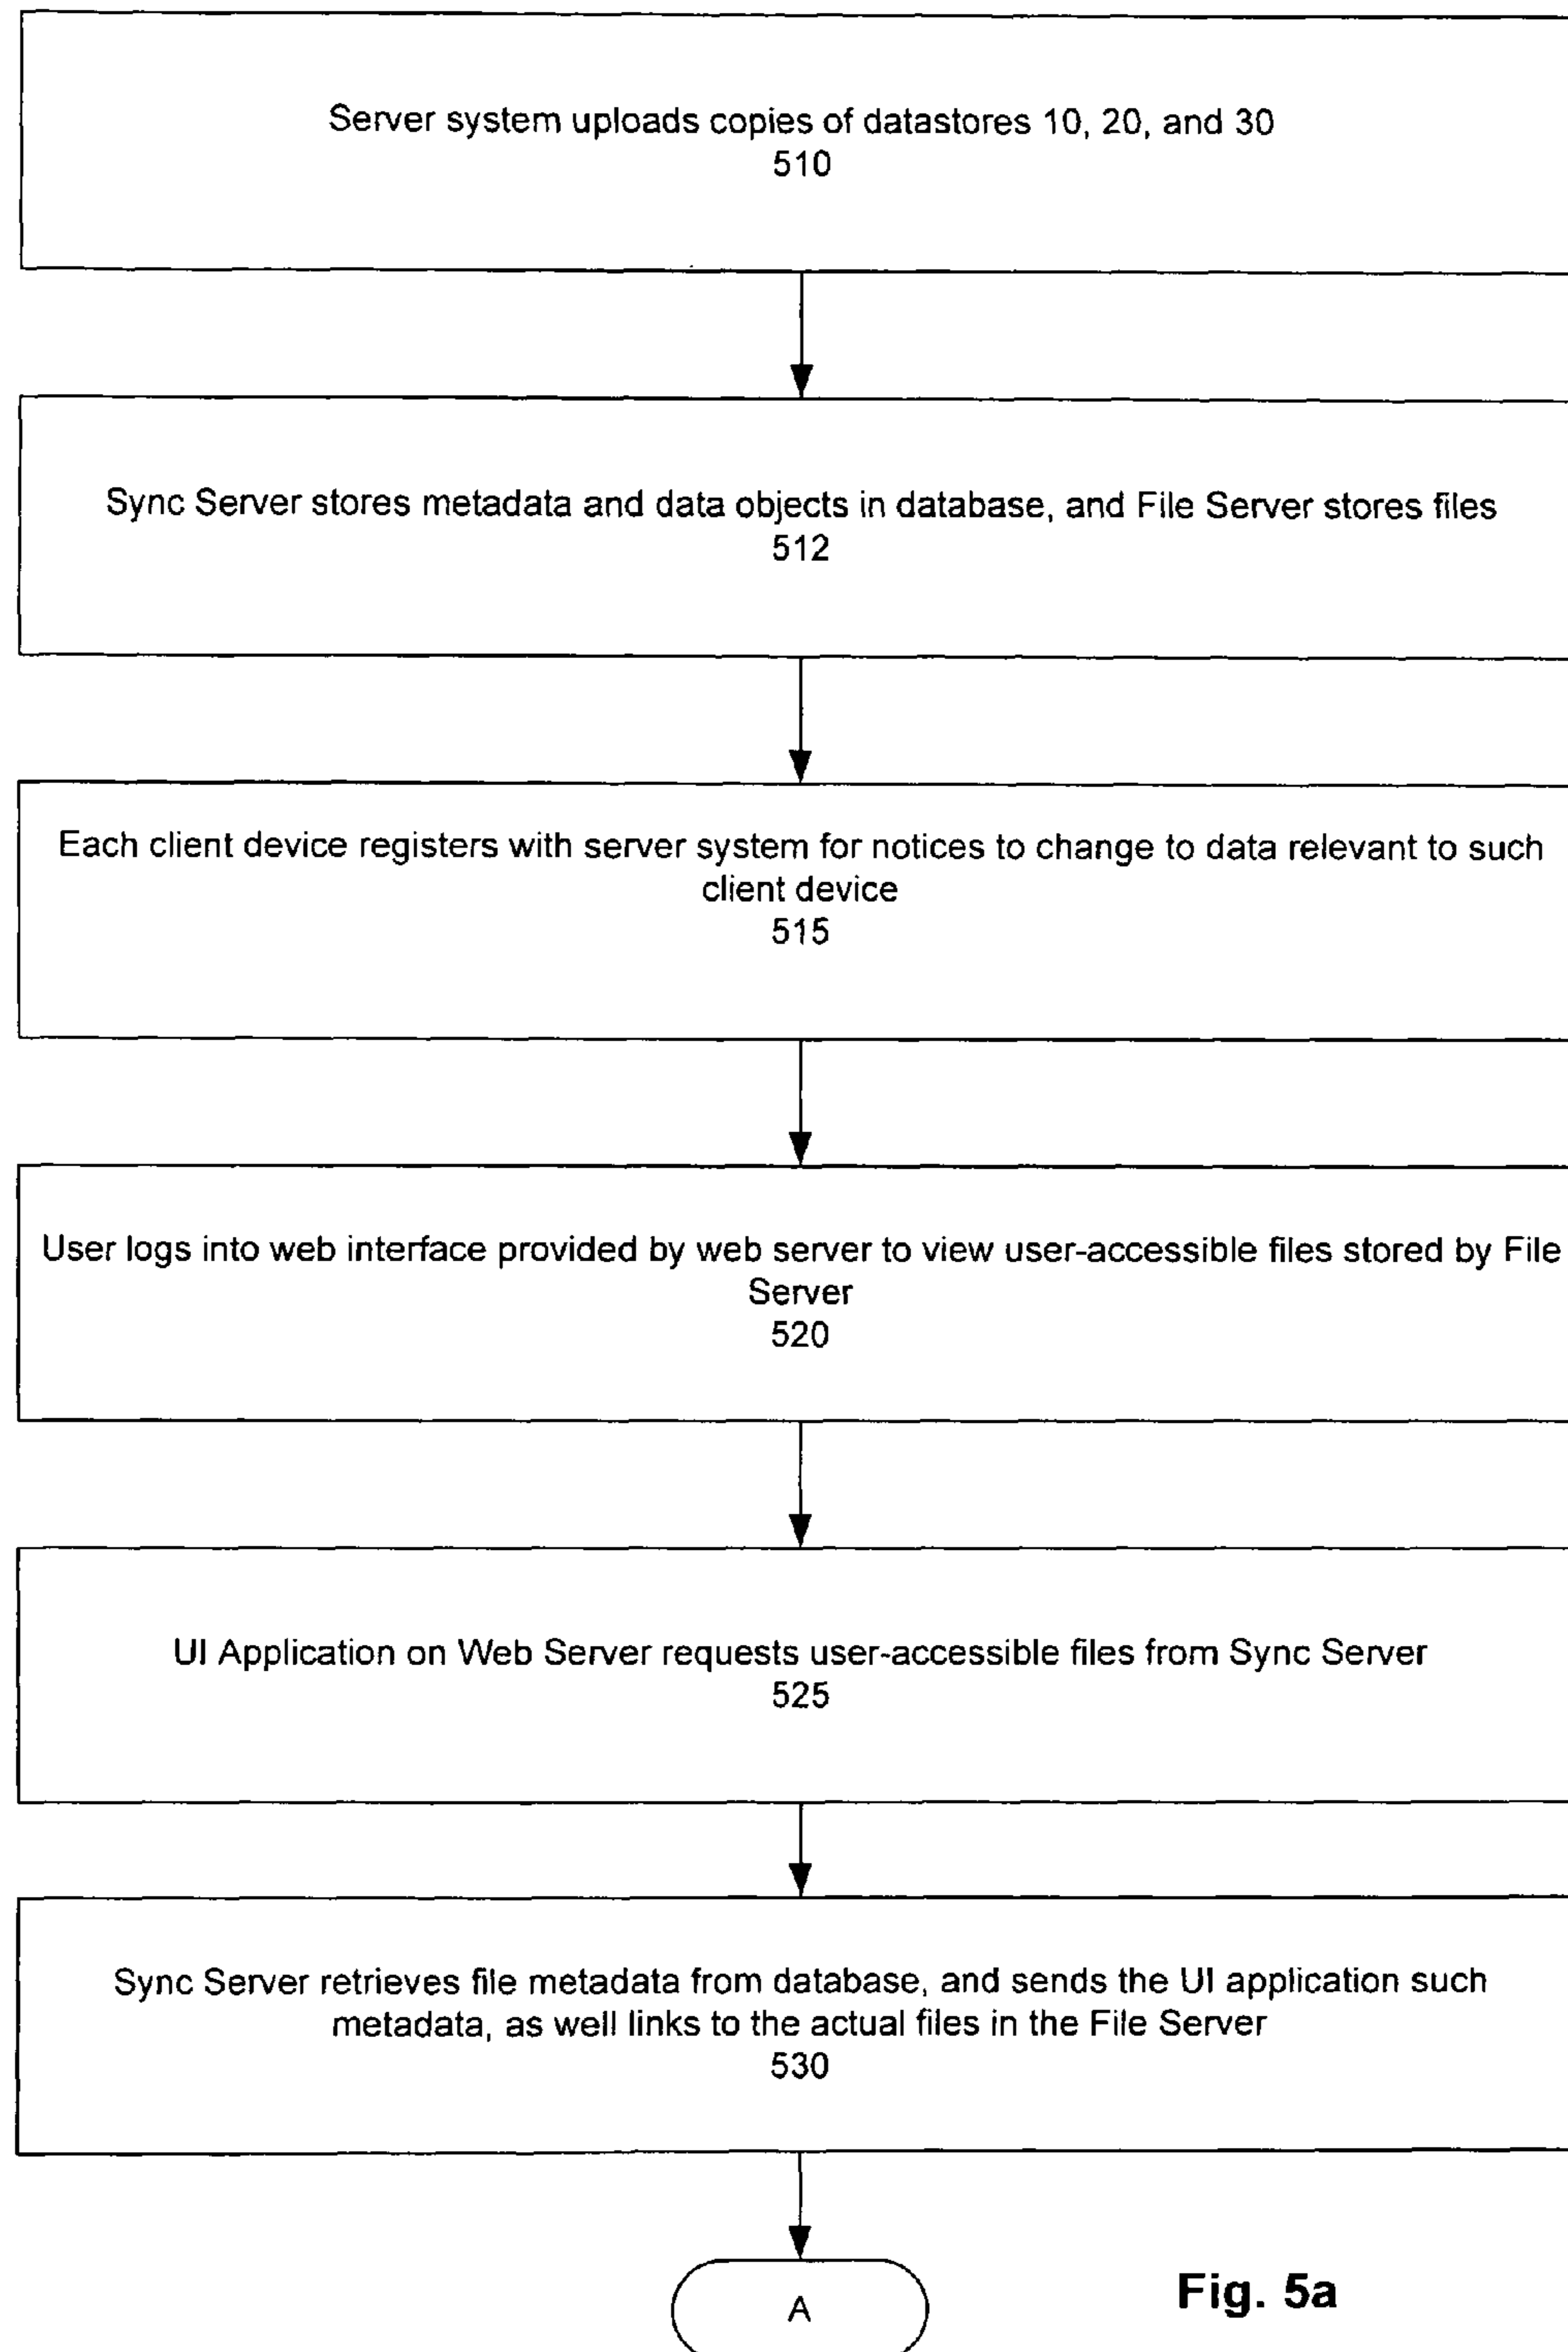 Server system uploads copies of datastores 10, 20, and 30
510
Sync Server stores metadata and data objects in database, and File Server stores files
512
Each client device registers with server system for notices to change to data relevant to such
client device
515
User logs into web interface provided by web server to view user-accessible files stored by File
Server
520
UI Application on Web Server requests user-accessible files from Sync Server
525
Sync Server retrieves file metadata from database, and sends the UI application such
metadata, as well links to the actual files in the File Server
530
A
Fig. 5a